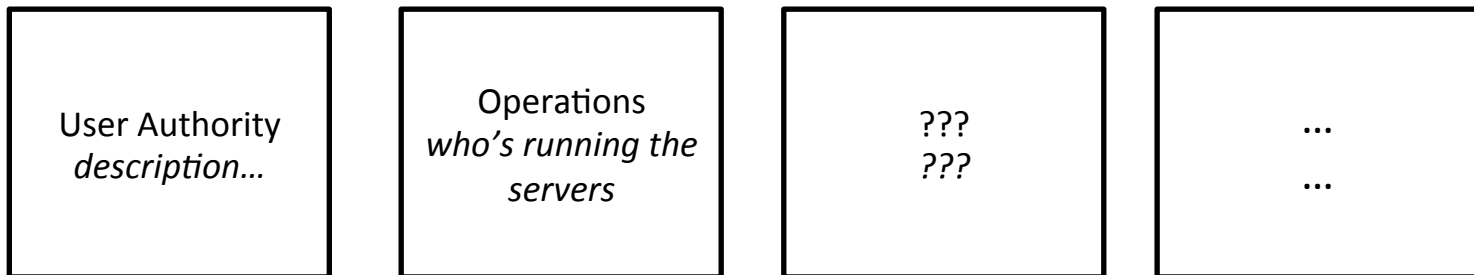 User Authority
description…
Operations
who’s running the
servers
???
???
…
…